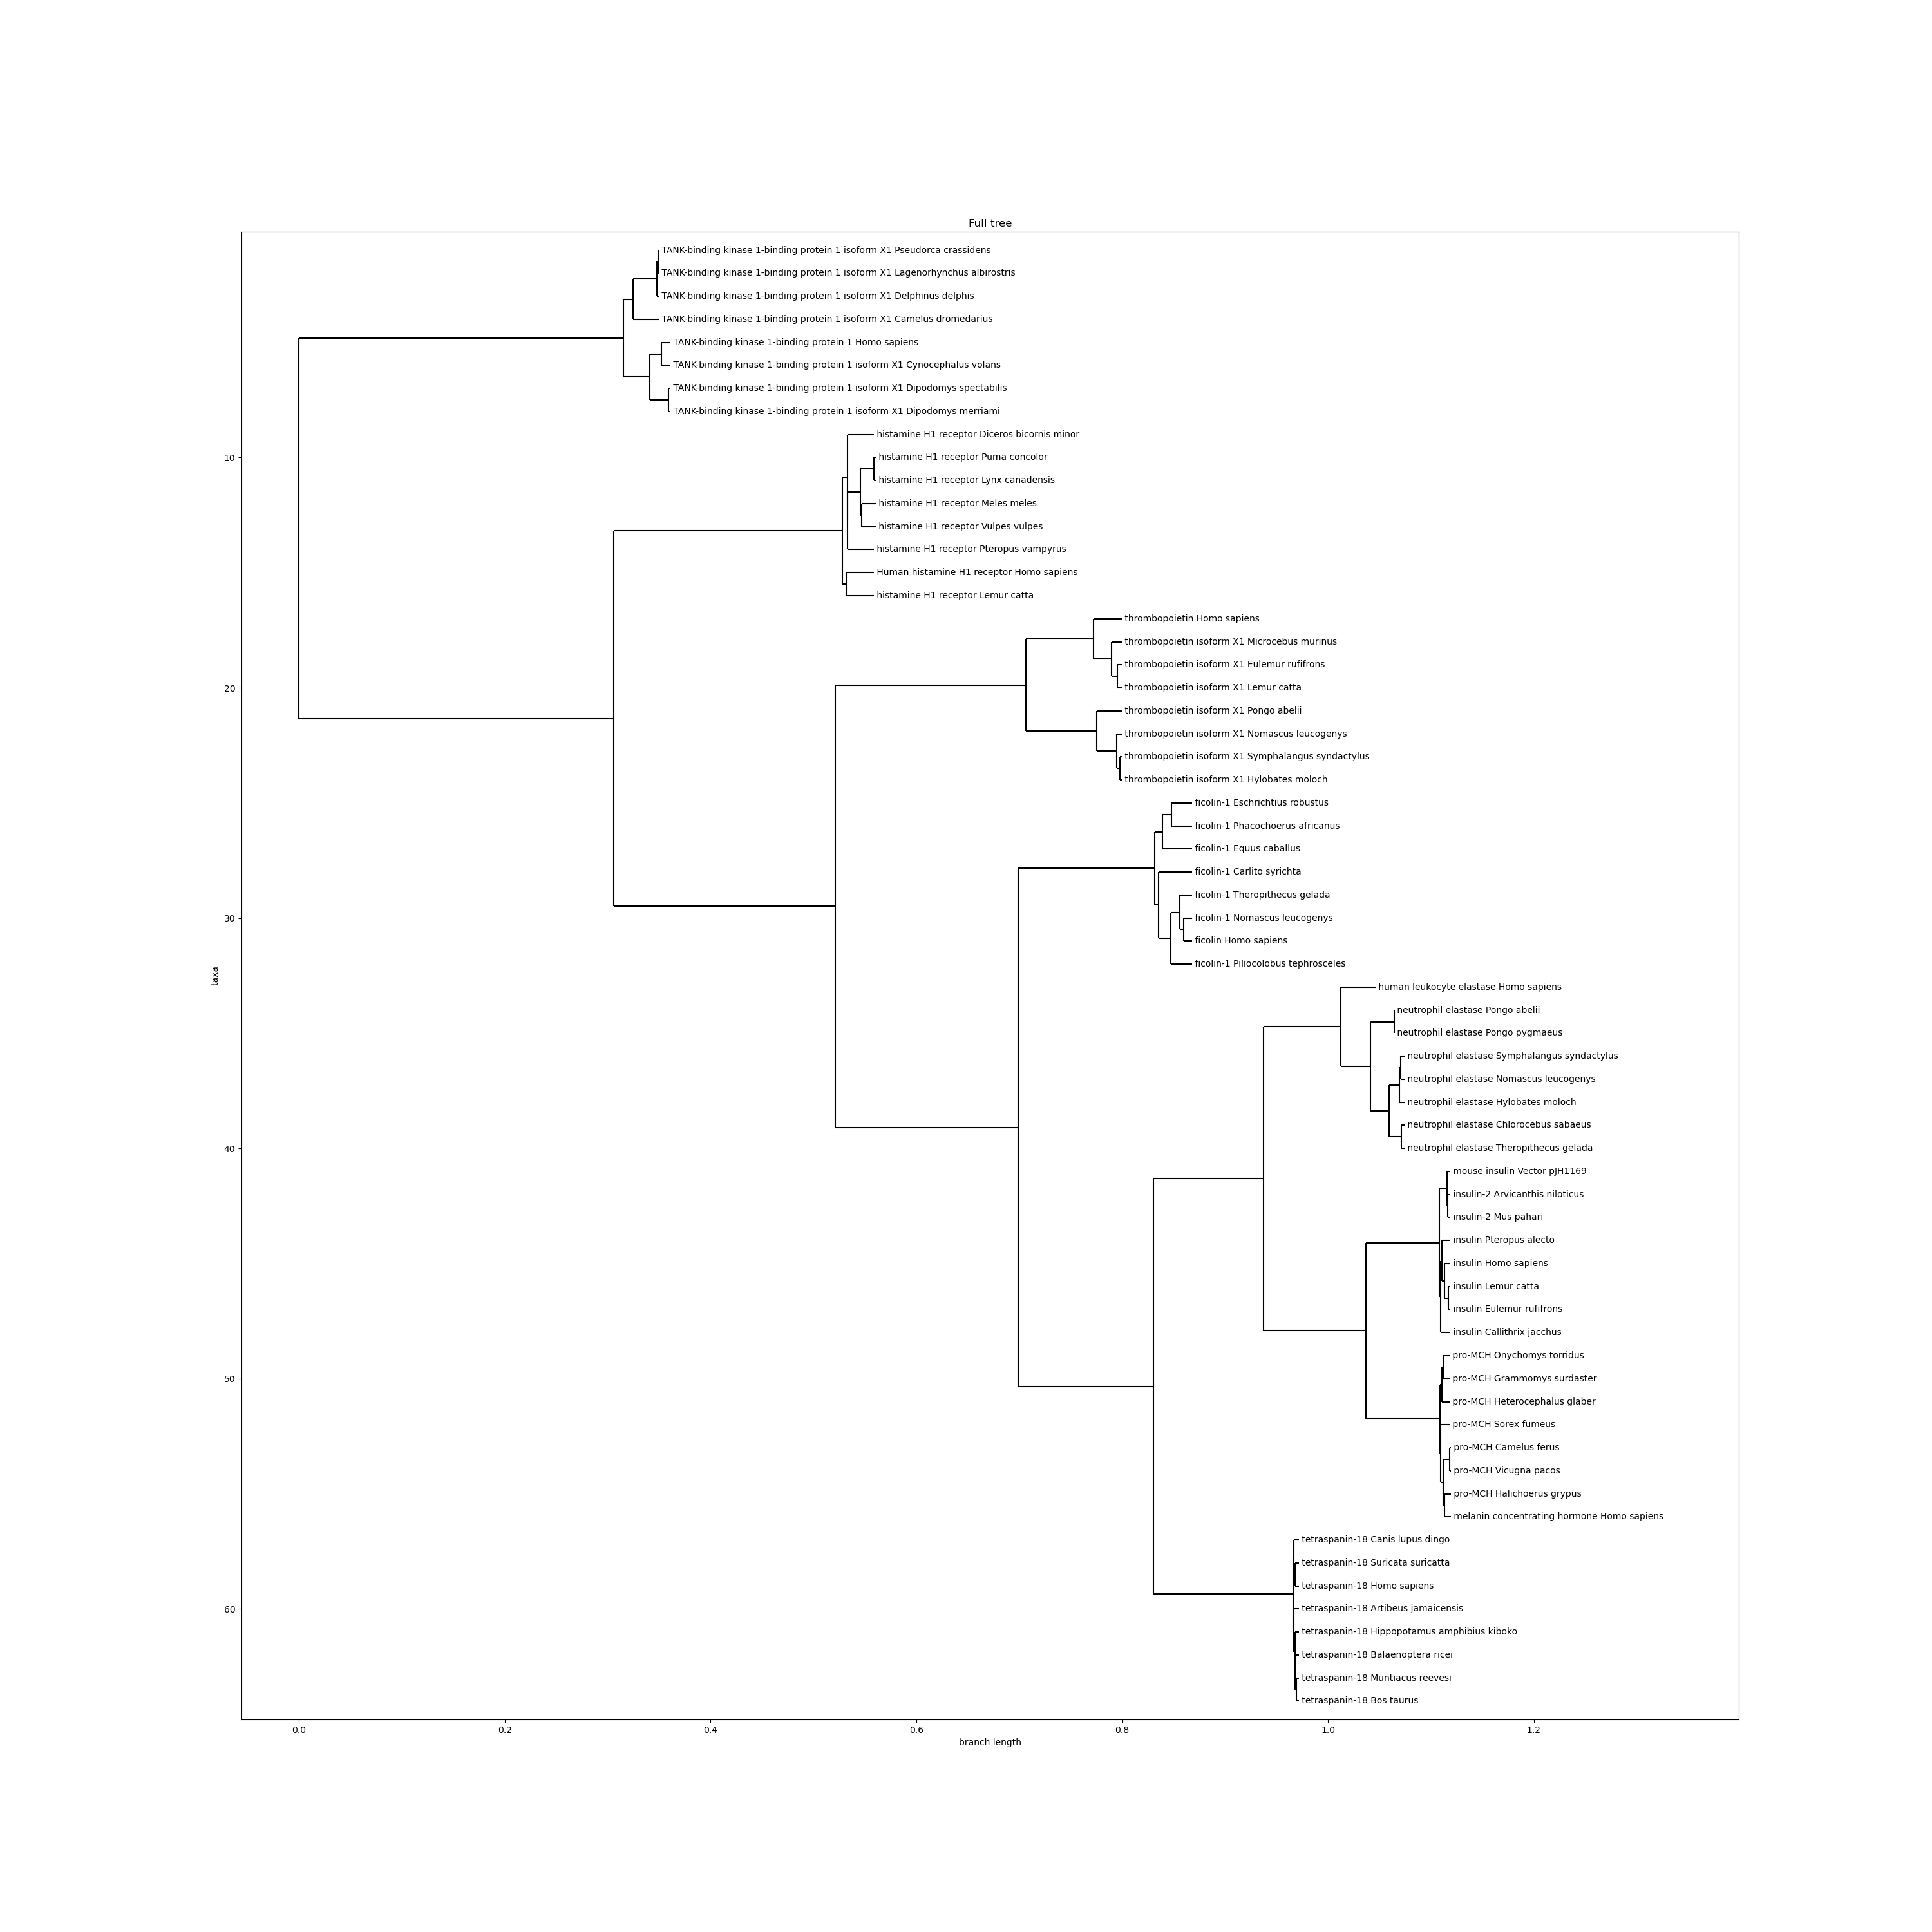 Full tree
TANK-binding kinase 1-binding protein 1 isoform X1 Pseudorca crassidens
TANK-binding kinase 1-binding protein 1 isoform X1 Lagenorhynchus albirostris
TANK-binding kinase 1-binding protein 1 isoform X1 Delphinus delphis
TANK-binding kinase 1-binding protein 1 isoform X1 Camelus dromedarius
TANK-binding kinase 1-binding protein 1 Homo sapiens
TANK-binding kinase 1-binding protein 1 isoform X1 Cynocephalus volans
TANK-binding kinase 1-binding protein 1 isoform X1 Dipodomys spectabilis
TANK-binding kinase 1-binding protein 1 isoform X1 Dipodomys merriami
histamine H1 receptor Diceros bicornis minor
10
histamine H1 receptor Puma concolor
histamine H1 receptor Lynx canadensis
histamine H1 receptor Meles meles
histamine H1 receptor Vulpes vulpes
histamine H1 receptor Pteropus vampyrus
Human histamine H1 receptor Homo sapiens
histamine H1 receptor Lemur catta
thrombopoietin Homo sapiens
thrombopoietin isoform X1 Microcebus murinus
thrombopoietin isoform X1 Eulemur rufifrons
20
thrombopoietin isoform X1 Lemur catta
thrombopoietin isoform X1 Pongo abelii
thrombopoietin isoform X1 Nomascus leucogenys
thrombopoietin isoform X1 Symphalangus syndactylus
thrombopoietin isoform X1 Hylobates moloch
ficolin-1 Eschrichtius robustus
ficolin-1 Phacochoerus africanus
ficolin-1 Equus caballus
ficolin-1 Carlito syrichta
ficolin-1 Theropithecus gelada
30
ficolin-1 Nomascus leucogenys
ficolin Homo sapiens
ficolin-1 Piliocolobus tephrosceles
taxa
human leukocyte elastase Homo sapiens
neutrophil elastase Pongo abelii
neutrophil elastase Pongo pygmaeus
neutrophil elastase Symphalangus syndactylus
neutrophil elastase Nomascus leucogenys
neutrophil elastase Hylobates moloch
neutrophil elastase Chlorocebus sabaeus
40
neutrophil elastase Theropithecus gelada
mouse insulin Vector pJH1169
insulin-2 Arvicanthis niloticus
insulin-2 Mus pahari
insulin Pteropus alecto
insulin Homo sapiens
insulin Lemur catta
insulin Eulemur rufifrons
insulin Callithrix jacchus
pro-MCH Onychomys torridus
50
pro-MCH Grammomys surdaster
pro-MCH Heterocephalus glaber
pro-MCH Sorex fumeus
pro-MCH Camelus ferus
pro-MCH Vicugna pacos
pro-MCH Halichoerus grypus
melanin concentrating hormone Homo sapiens
tetraspanin-18 Canis lupus dingo
tetraspanin-18 Suricata suricatta
tetraspanin-18 Homo sapiens
60
tetraspanin-18 Artibeus jamaicensis
tetraspanin-18 Hippopotamus amphibius kiboko
tetraspanin-18 Balaenoptera ricei
tetraspanin-18 Muntiacus reevesi
tetraspanin-18 Bos taurus
0.0 0.2 0.4 0.6 0.8 1.0 1.2
branch length